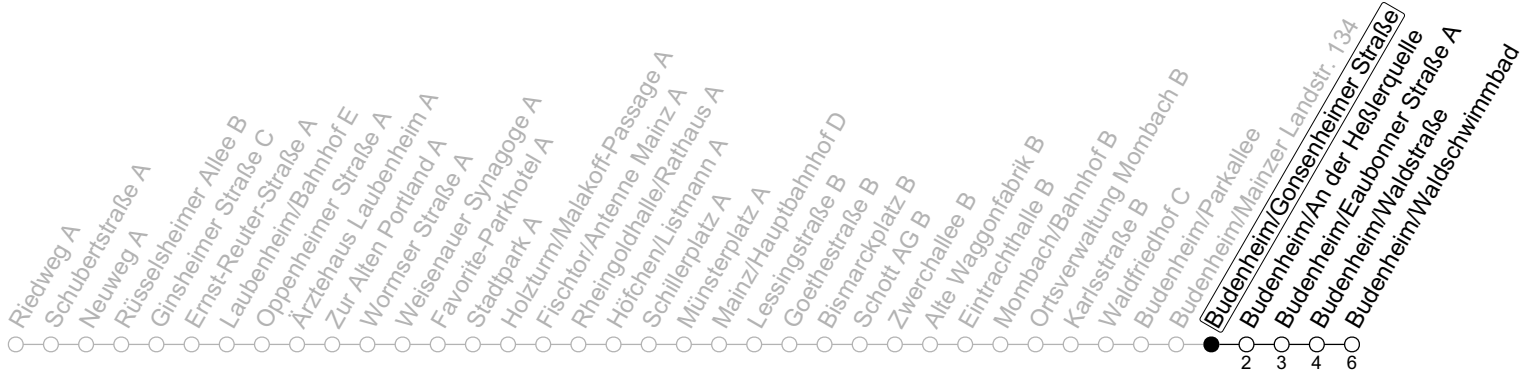 Riedweg A
Schubertstraße A
Neuweg A
Rüsselsheimer Allee B
Ginsheimer Straße C
Ernst-Reuter-Straße A
Laubenheim/Bahnhof E
Oppenheimer Straße A
Ärztehaus Laubenheim A
Zur Alten Portland A
Wormser Straße A
Weisenauer Synagoge A
Favorite-Parkhotel A
Stadtpark A
Holzturm/Malakoff-Passage A
Fischtor/Antenne Mainz A
Rheingoldhalle/Rathaus A
Höfchen/Listmann A
Schillerplatz A
Münsterplatz A
Mainz/Hauptbahnhof D
Lessingstraße B
Goethestraße B
Bismarckplatz B
Schott AG B
Zwerchallee B
Alte Waggonfabrik B
Eintrachthalle B
Mombach/Bahnhof B
Ortsverwaltung Mombach B
Karlsstraße B
Waldfriedhof C
Budenheim/Parkallee
Budenheim/Mainzer Landstr. 134
Budenheim/Gonsenheimer Straße
Budenheim/An der Heßlerquelle
Budenheim/Eaubonner Straße A
Budenheim/Waldstraße
Budenheim/Waldschwimmbad
2 3 4 6